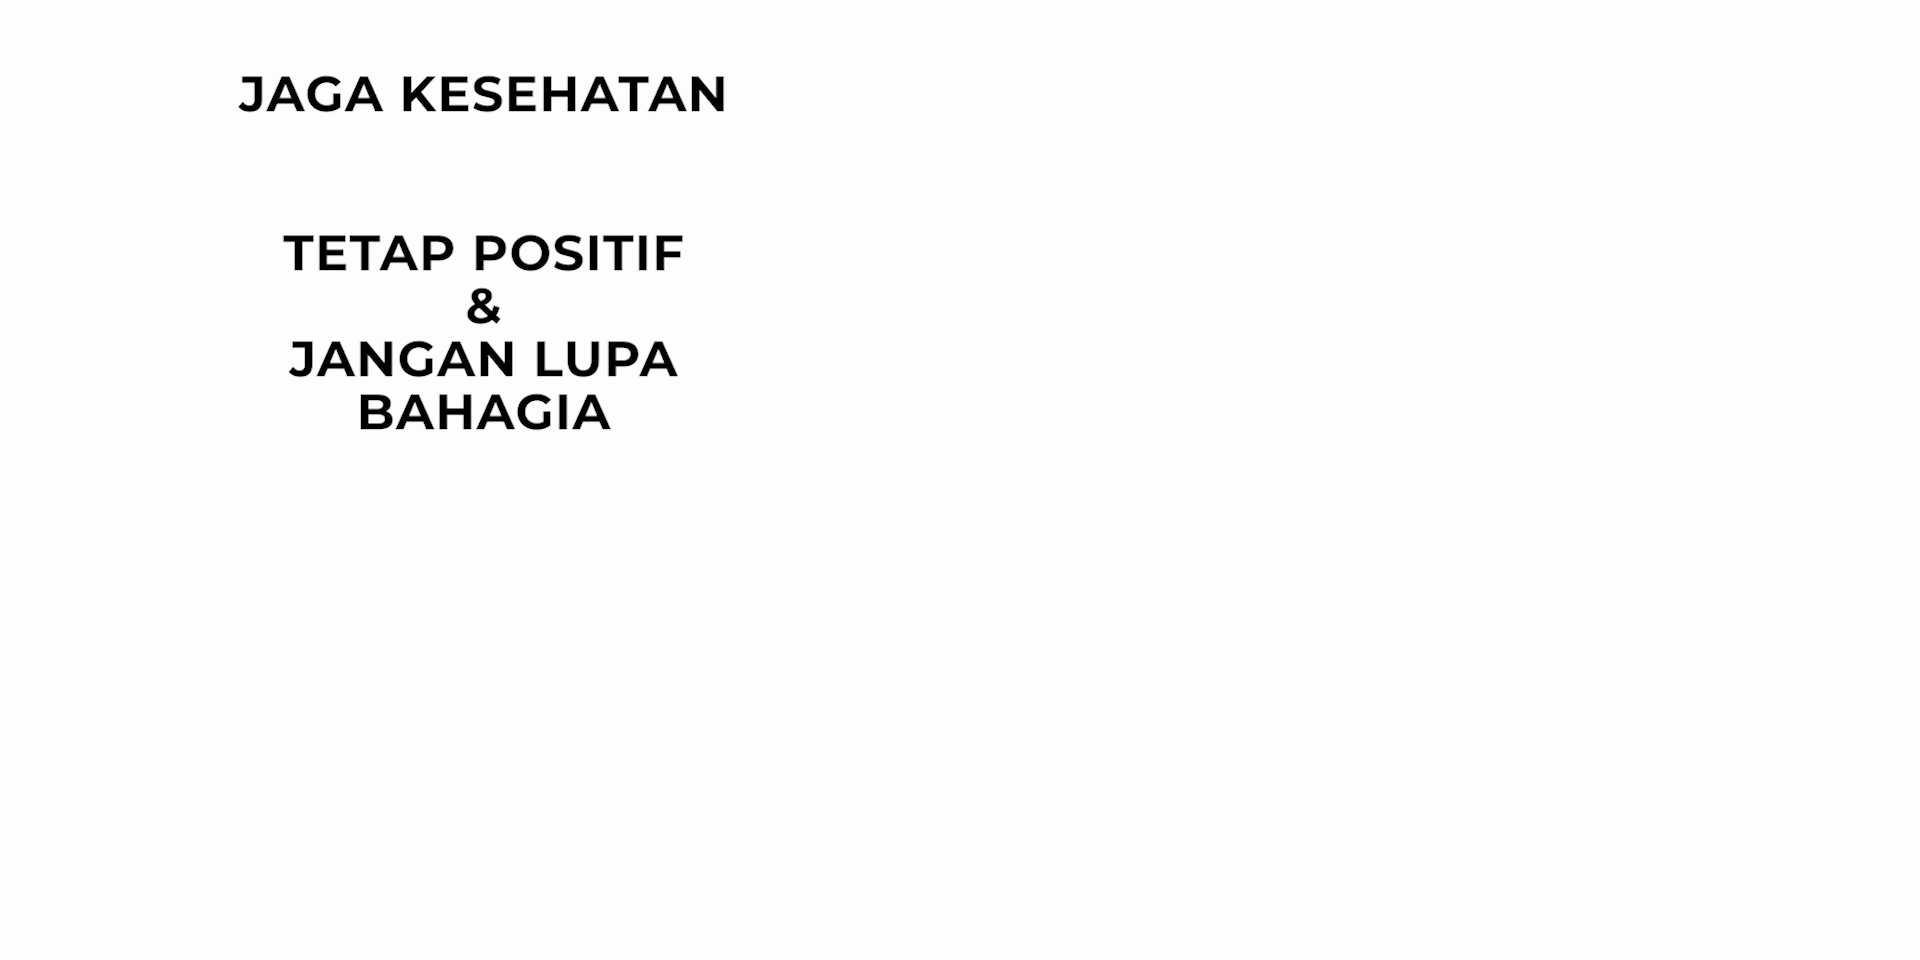 JAGA KESEHATAN
TETAP POSITIF
&
JANGAN LUPA
BAHAGIA